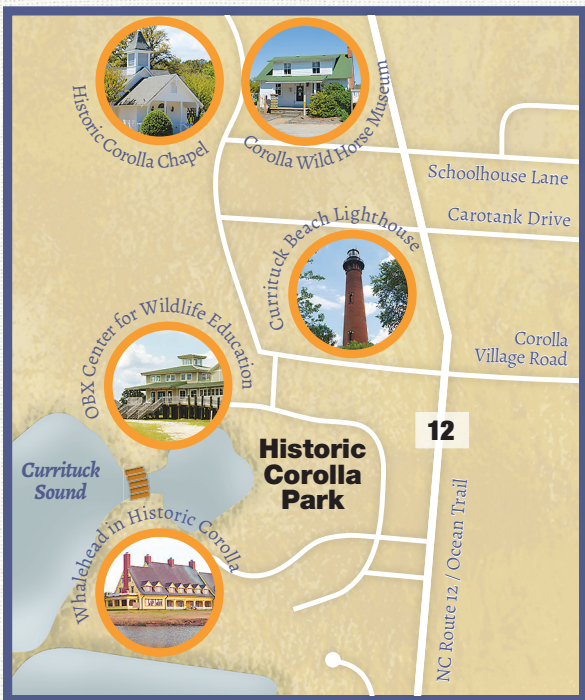 Historic Corolla Chapel
Corolla Wild Horse Museum
Schoolhouse Lane
Carotank Drive
Currituck Beach Lighthouse
Corolla
Village Road
OBX Center for Wildlife Education
12
Historic
Corolla
Park
Currituck
Sound
Whalehead in Historic Corolla
NC Route 12 / Ocean Trail